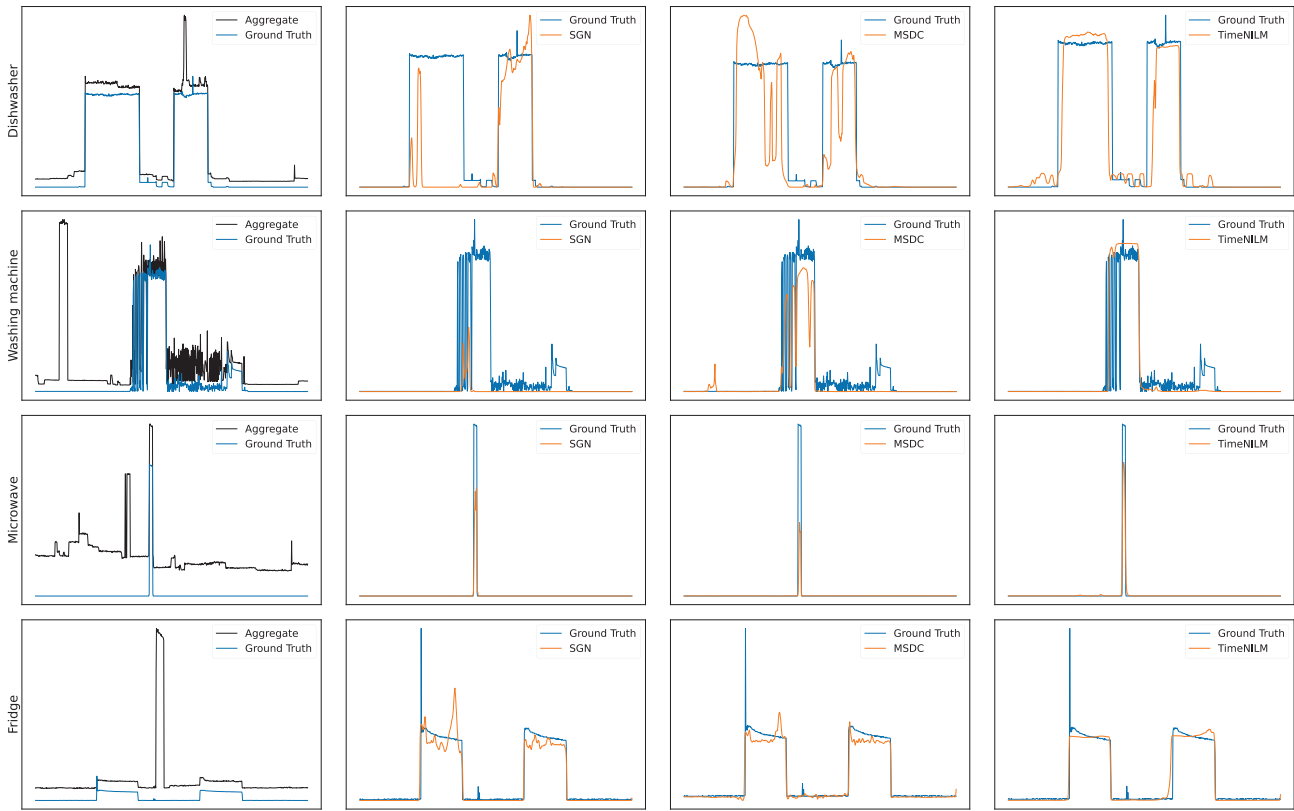 Dishwasher
Aggregate
Ground Truth
Ground Truth
SGN
Ground Truth
MSDC
Ground Truth
TimeNILM
Washing machine
Aggregate
Ground Truth
Ground Truth
SGN
Ground Truth
MSDC
Ground Truth
TimeNILM
Microwave
Aggregate
Ground Truth
Ground Truth
SGN
Ground Truth
MSDC
Ground Truth
TimeNILM
Fridge
Aggregate
Ground Truth
Ground Truth
SGN
Ground Truth
MSDC
Ground Truth
TimeNILM